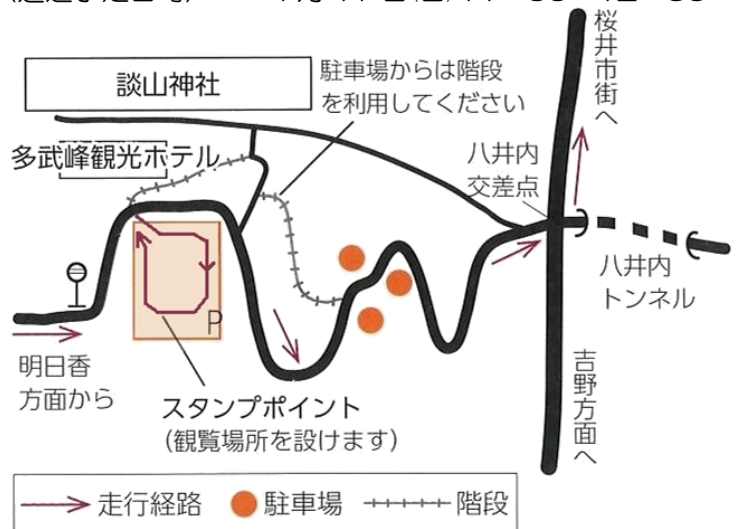 談山神社
駐車場からは階段
を利用してください
桜井市街へ
多武峰観光ホテル
八井内
交差点
八井内
トンネル
P
明日香
方面から
スタンプポイント
(観覧場所を設けます)
吉野方面へ
走行経路
駐車場
階段